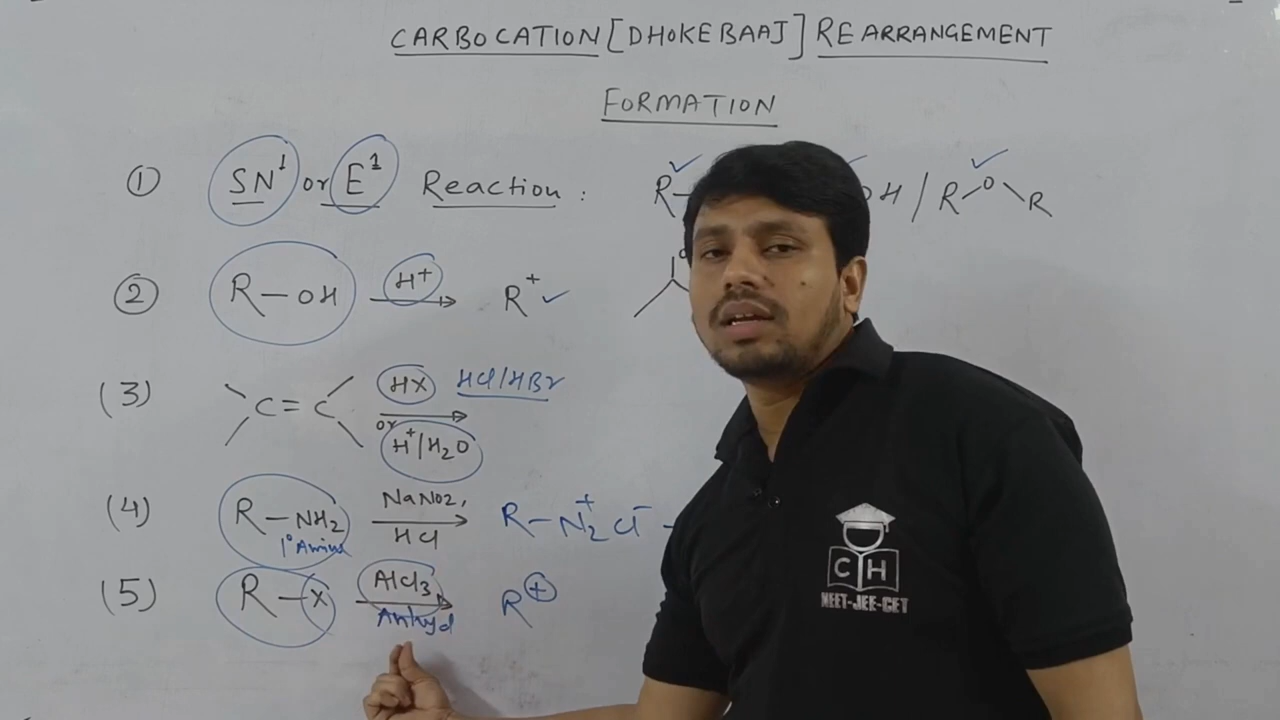 CARBOCATION [DHOKEBAAJ] REARRANGEMENT
FORMATION
① SN¹ or E¹ Reaction : R– OH / R O R
② R–OH H⁺ R⁺
(3) C=C HX HCl/HBr
or
H⁺/H₂O
(4) R–NH₂ NaNO₂, R–N₂⁺Cl⁻
1° Amine HCl
(5) R–X AlCl₃ R⊕
Anhyd
CH
NEET-JEE-CET